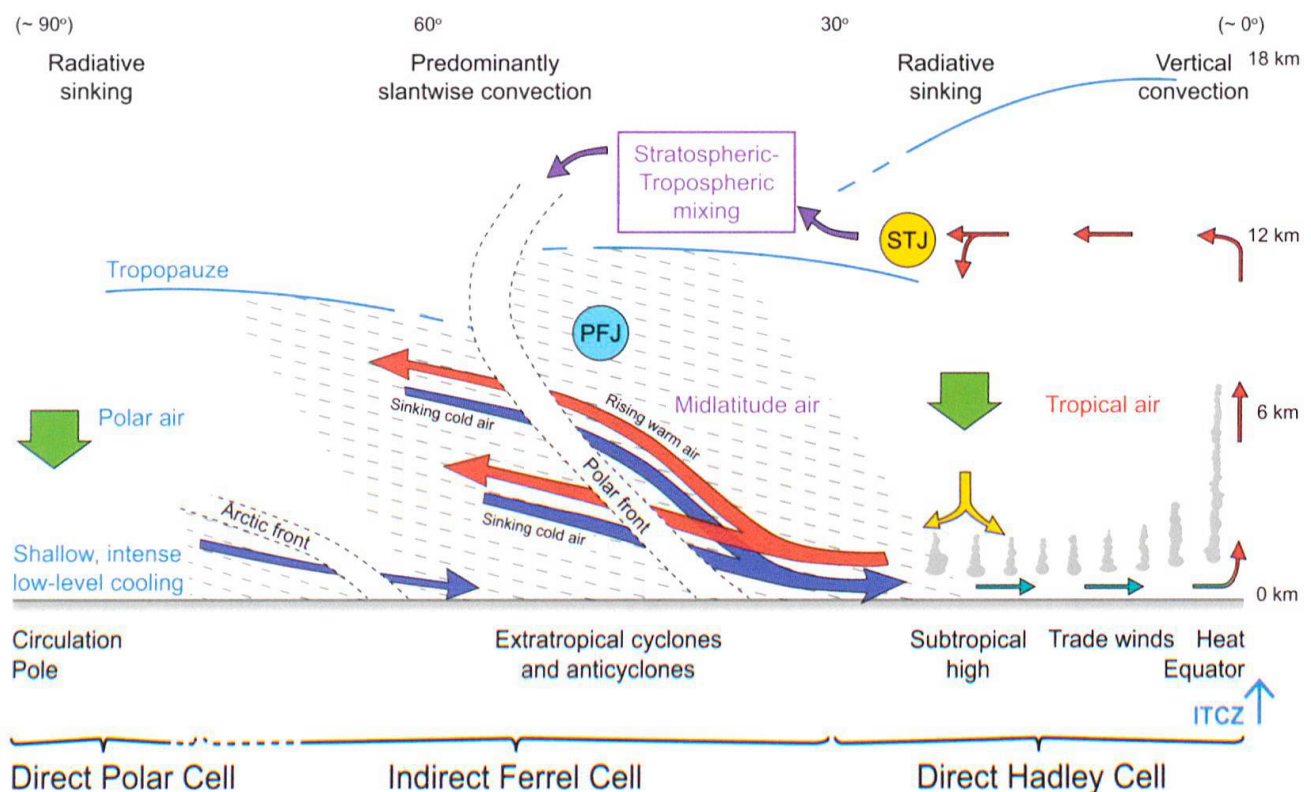 (~ 90°)
60°
30°
(~ 0°)
Radiative
sinking
Predominantly
slantwise convection
Radiative
sinking
Vertical
convection
18 km
Stratospheric-
Tropospheric
mixing
STJ
12 km
Tropopauze
PFJ
Polar air
Sinking cold air
Rising warm air
Midlatitude air
Tropical air
6 km
Arctic front
Sinking cold air
Polar front
Shallow, intense
low-level cooling
0 km
Circulation
Pole
Extratropical cyclones
and anticyclones
Subtropical
high
Trade winds
Heat
Equator
ITCZ
Direct Polar Cell
Indirect Ferrel Cell
Direct Hadley Cell